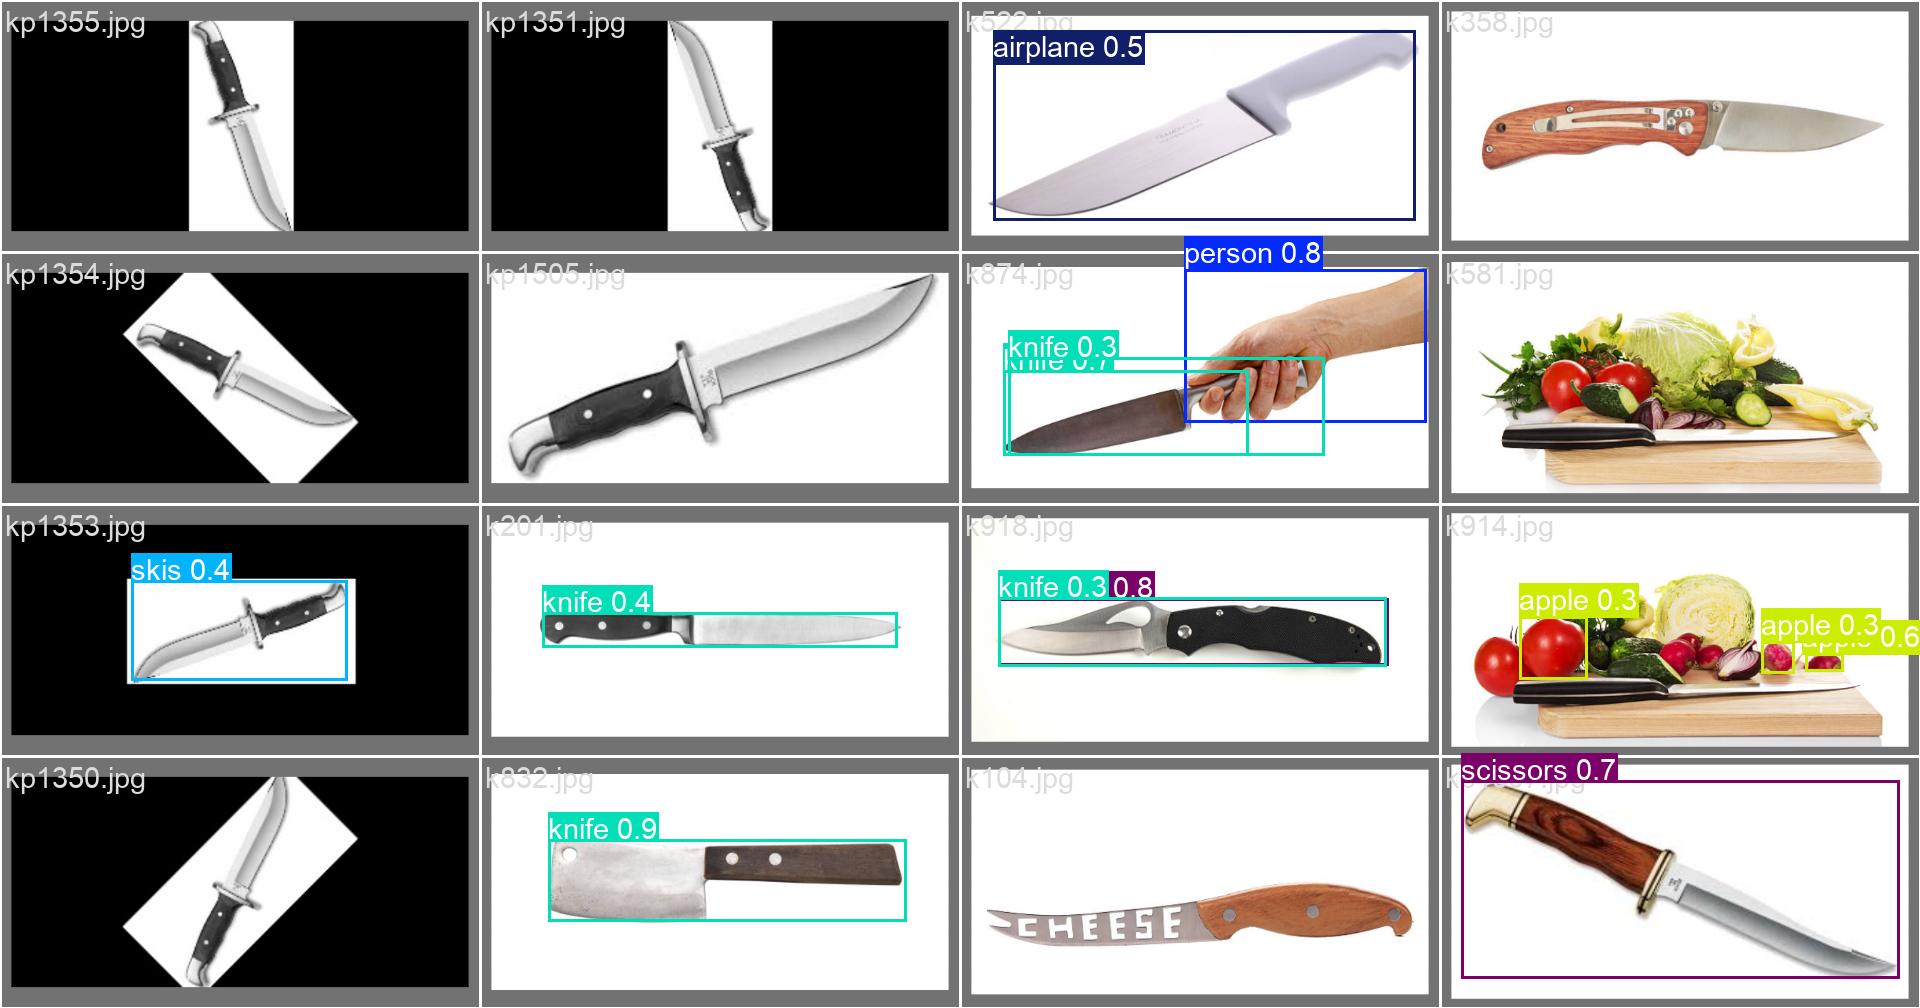 kp1355.jpg
kp1351.jpg
k522.jpg
airplane 0.5
k358.jpg
kp1354.jpg
kp1505.jpg
k874.jpg
person 0.8
knife 0.3
knife 0.7
k581.jpg
kp1353.jpg
skis 0.4
k201.jpg
knife 0.4
k918.jpg
knife 0.3
0.8
k914.jpg
apple 0.3
apple 0.3
apple 0.6
kp1350.jpg
k832.jpg
knife 0.9
k104.jpg
CHEESE
scissors 0.7